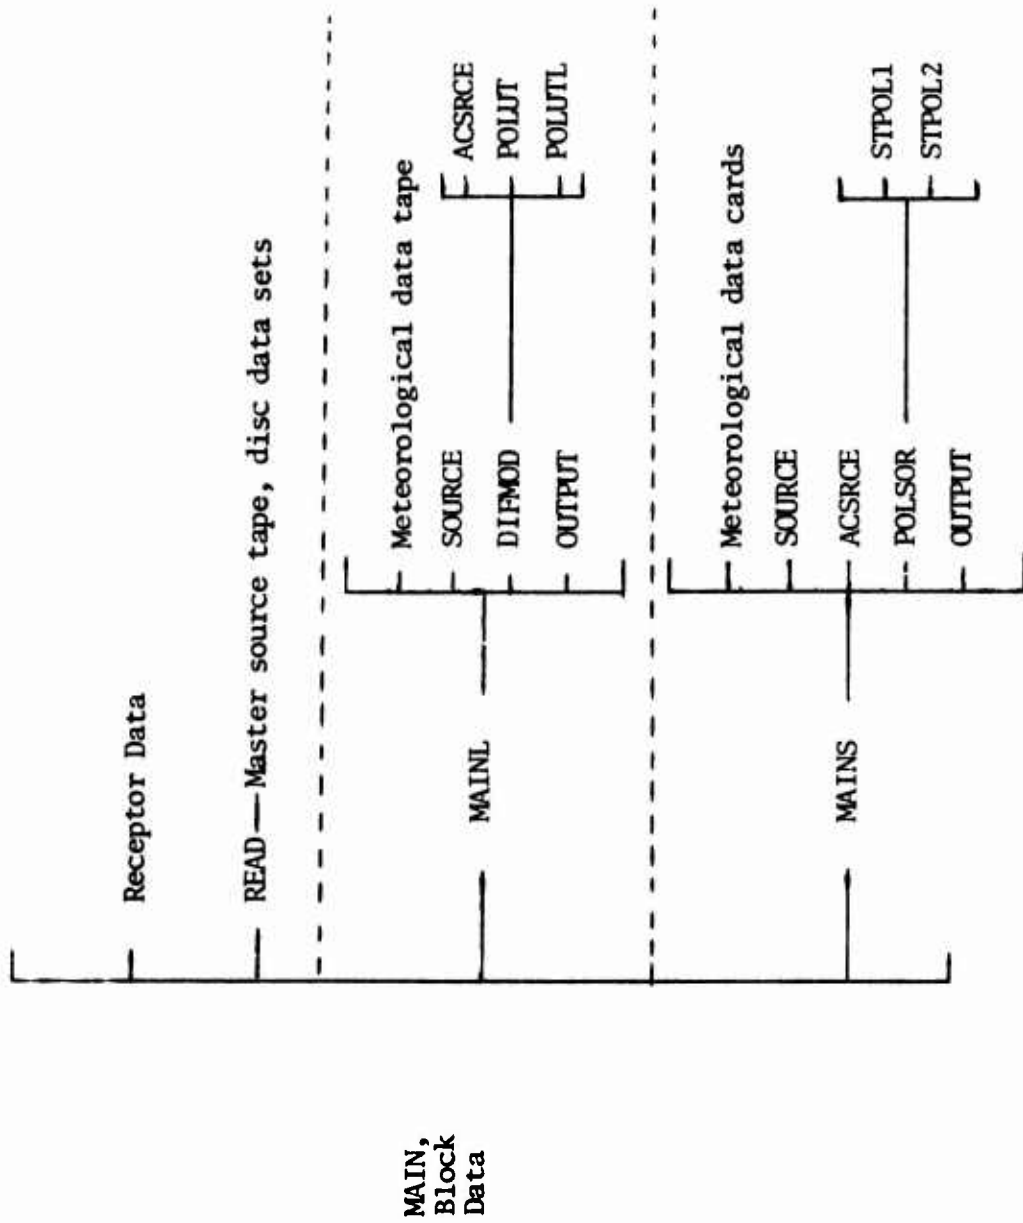 MAIN,
Block
Data
Receptor Data
READ—Master source tape, disc data sets
MAINL
Meteorological data tape
SOURCE
DIFMOD
OUTPUT
ACSRCE
POLUT
POLUTL
MAINS
Meteorological data cards
SOURCE
ACSRCE
POLSOR
OUTPUT
STPOL1
STPOL2